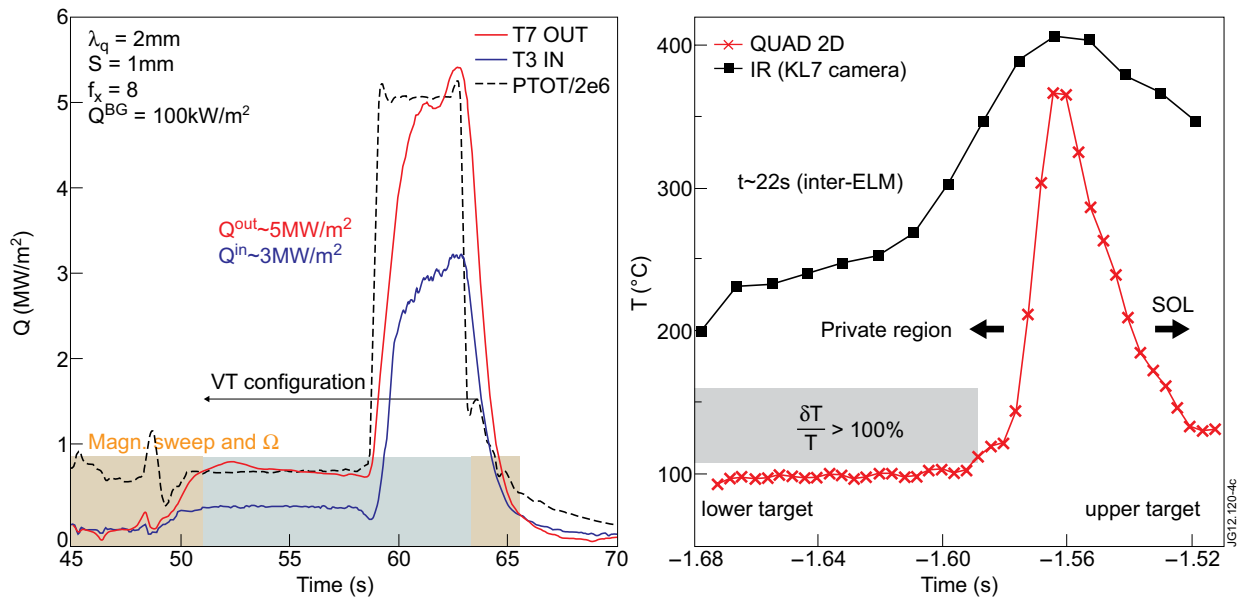 6
5
4
3
2
1
0
Q (MW/m²)
λq = 2mm
S = 1mm
fx = 8
Q^BG = 100kW/m²
T7 OUT
T3 IN
PTOT/2e6
Q^out~5MW/m²
Q^in~3MW/m²
VT configuration
Magn. sweep and Ω
45 50 55 60 65 70
Time (s)
400
300
200
100
T (°C)
QUAD 2D
IR (KL7 camera)
t~22s (inter-ELM)
Private region
SOL
δT
T
> 100%
lower target
upper target
−1.68 −1.64 −1.60 −1.56 −1.52
Time (s)
JG12.120-4c